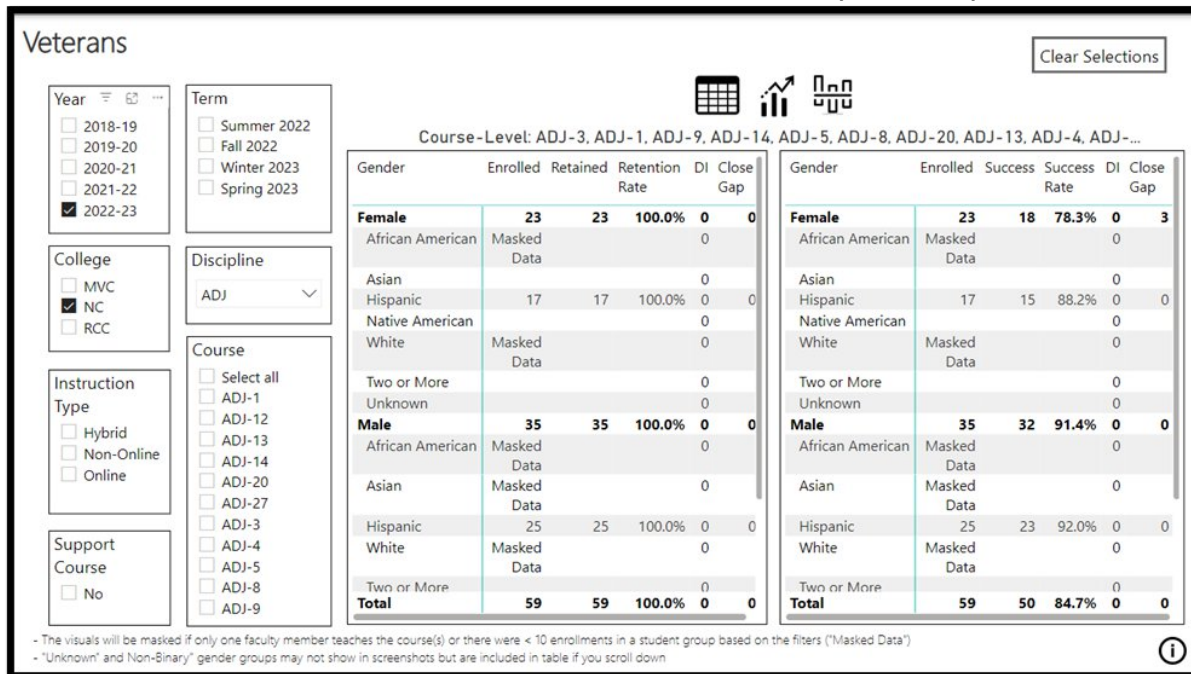 Veterans
Clear Selections
Year
2018-19
2019-20
2020-21
2021-22
2022-23
Term
Summer 2022
Fall 2022
Winter 2023
Spring 2023
College
MVC
NC
RCC
Discipline
ADJ
Instruction
Type
Hybrid
Non-Online
Online
Support
Course
No
Course
Select all
ADJ-1
ADJ-12
ADJ-13
ADJ-14
ADJ-20
ADJ-27
ADJ-3
ADJ-4
ADJ-5
ADJ-8
ADJ-9
Course-Level: ADJ-3, ADJ-1, ADJ-9, ADJ-14, ADJ-5, ADJ-8, ADJ-20, ADJ-13, ADJ-4, ADJ-...
Gender Enrolled Retained Retention DI Close
Rate Gap
Female 23 23 100.0% 0 0
African American Masked 0
Data
Asian 0
Hispanic 17 17 100.0% 0 0
Native American 0
White Masked 0
Data
Two or More 0
Unknown 0
Male 35 35 100.0% 0 0
African American Masked 0
Data
Asian Masked 0
Data
Hispanic 25 25 100.0% 0 0
White Masked 0
Data
Two or More 0
Total 59 59 100.0% 0 0
Gender Enrolled Success Success DI Close
Rate Gap
Female 23 18 78.3% 0 3
African American Masked 0
Data
Asian 0
Hispanic 17 15 88.2% 0 0
Native American 0
White Masked 0
Data
Two or More 0
Unknown 0
Male 35 32 91.4% 0 0
African American Masked 0
Data
Asian Masked 0
Data
Hispanic 25 23 92.0% 0 0
White Masked 0
Data
Two or More 0
Total 59 50 84.7% 0 0
- The visuals will be masked if only one faculty member teaches the course(s) or there were < 10 enrollments in a student group based on the filters ("Masked Data")
- "Unknown" and Non-Binary" gender groups may not show in screenshots but are included in table if you scroll down